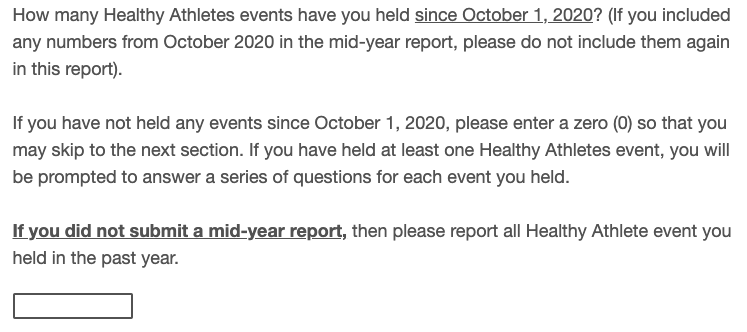 How many Healthy Athletes events have you held since October 1, 2020? (If you included
any numbers from October 2020 in the mid-year report, please do not include them again
in this report).
If you have not held any events since October 1, 2020, please enter a zero (0) so that you
may skip to the next section. If you have held at least one Healthy Athletes event, you will
be prompted to answer a series of questions for each event you held.
If you did not submit a mid-year report, then please report all Healthy Athlete event you
held in the past year.